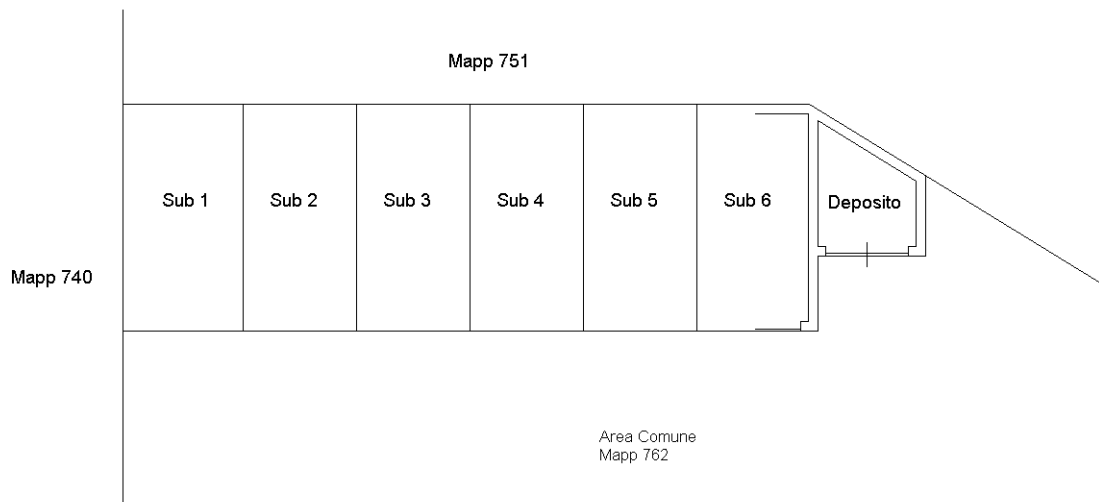 Mapp 751
Sub 1
Sub 2
Sub 3
Sub 4
Sub 5
Sub 6
Deposito
Mapp 740
Area Comune
Mapp 762